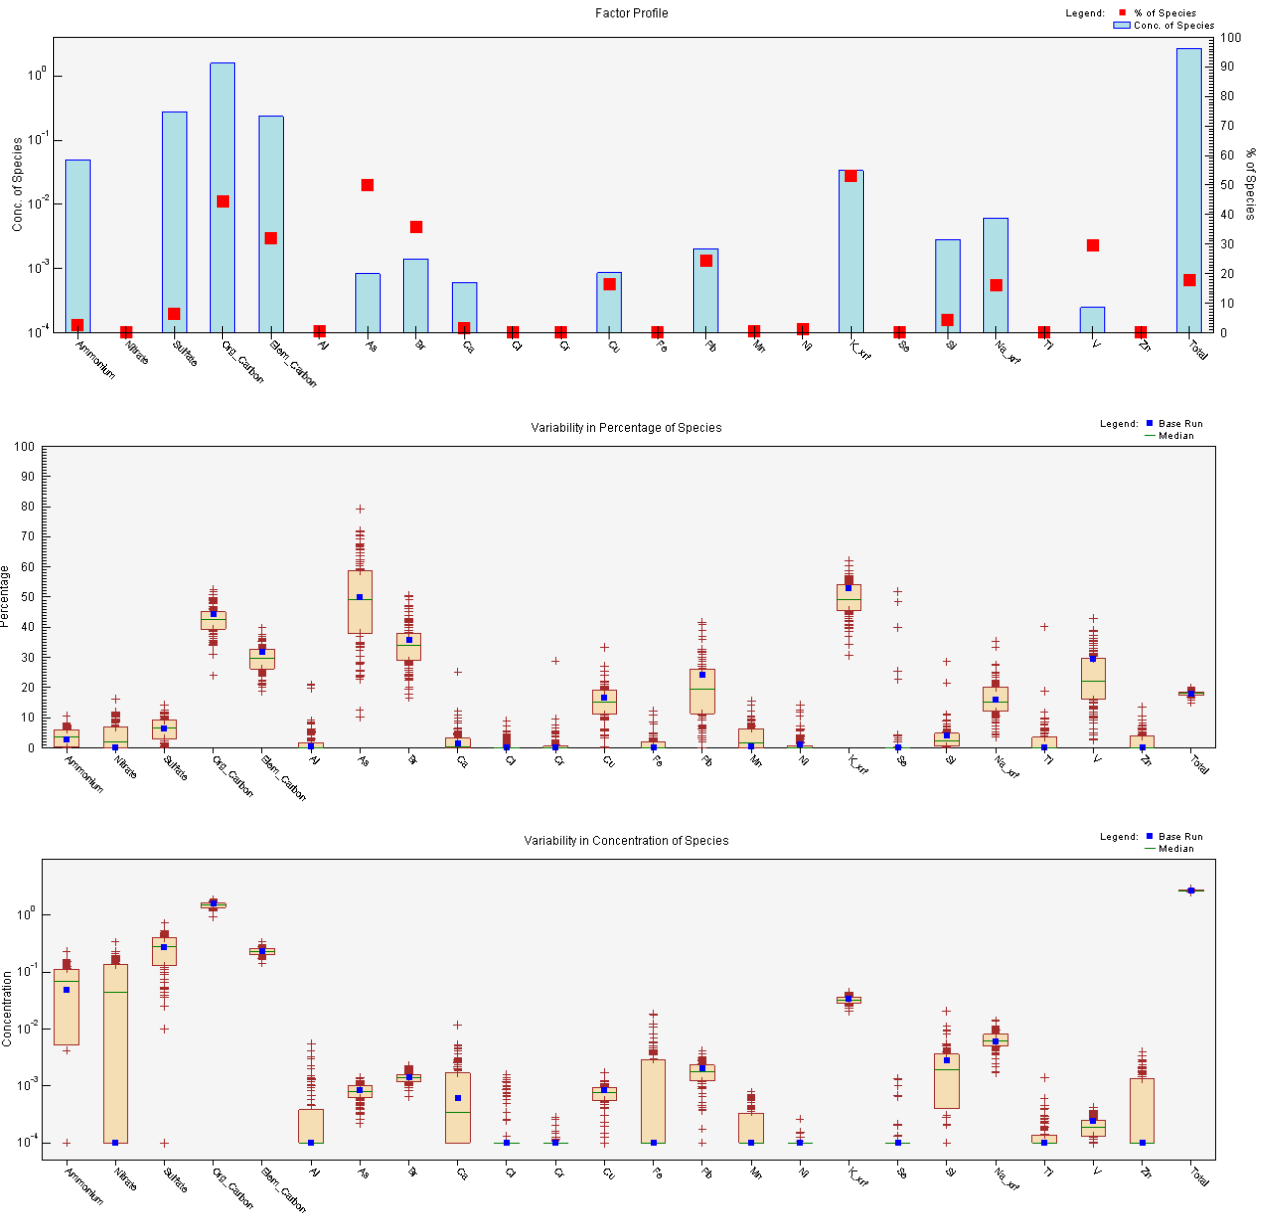 Factor Profile
Legend: % of Species
Conc. of Species
10^0
10^-1
10^-2
10^-3
10^-4
Conc. of Species
100
90
80
70
60
50
40
30
20
10
0
% of Species
Ammonium
Nitrate
Sulfate
Org_Carbon
Elem_Carbon
Al
As
Br
Ca
Cl
Cr
Cu
Fe
Pb
Mn
Ni
K_xrf
Se
Si
Na_xrf
Ti
V
Zn
Total
Variability in Percentage of Species
Legend: Base Run
Median
100
90
80
70
60
50
40
30
20
10
0
Percentage
Ammonium
Nitrate
Sulfate
Org_Carbon
Elem_Carbon
Al
As
Br
Ca
Cl
Cr
Cu
Fe
Pb
Mn
Ni
K_xrf
Se
Si
Na_xrf
Ti
V
Zn
Total
Variability in Concentration of Species
Legend: Base Run
Median
10^0
10^-1
10^-2
10^-3
10^-4
Concentration
Ammonium
Nitrate
Sulfate
Org_Carbon
Elem_Carbon
Al
As
Br
Ca
Cl
Cr
Cu
Fe
Pb
Mn
Ni
K_xrf
Se
Si
Na_xrf
Ti
V
Zn
Total